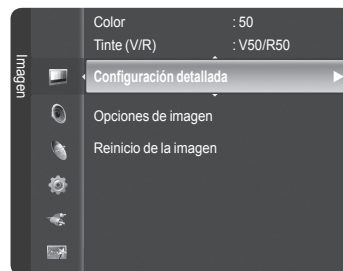 Imagen
Color : 50
Tinte (V/R) : V50/R50
Configuración detallada
Opciones de imagen
Reinicio de la imagen